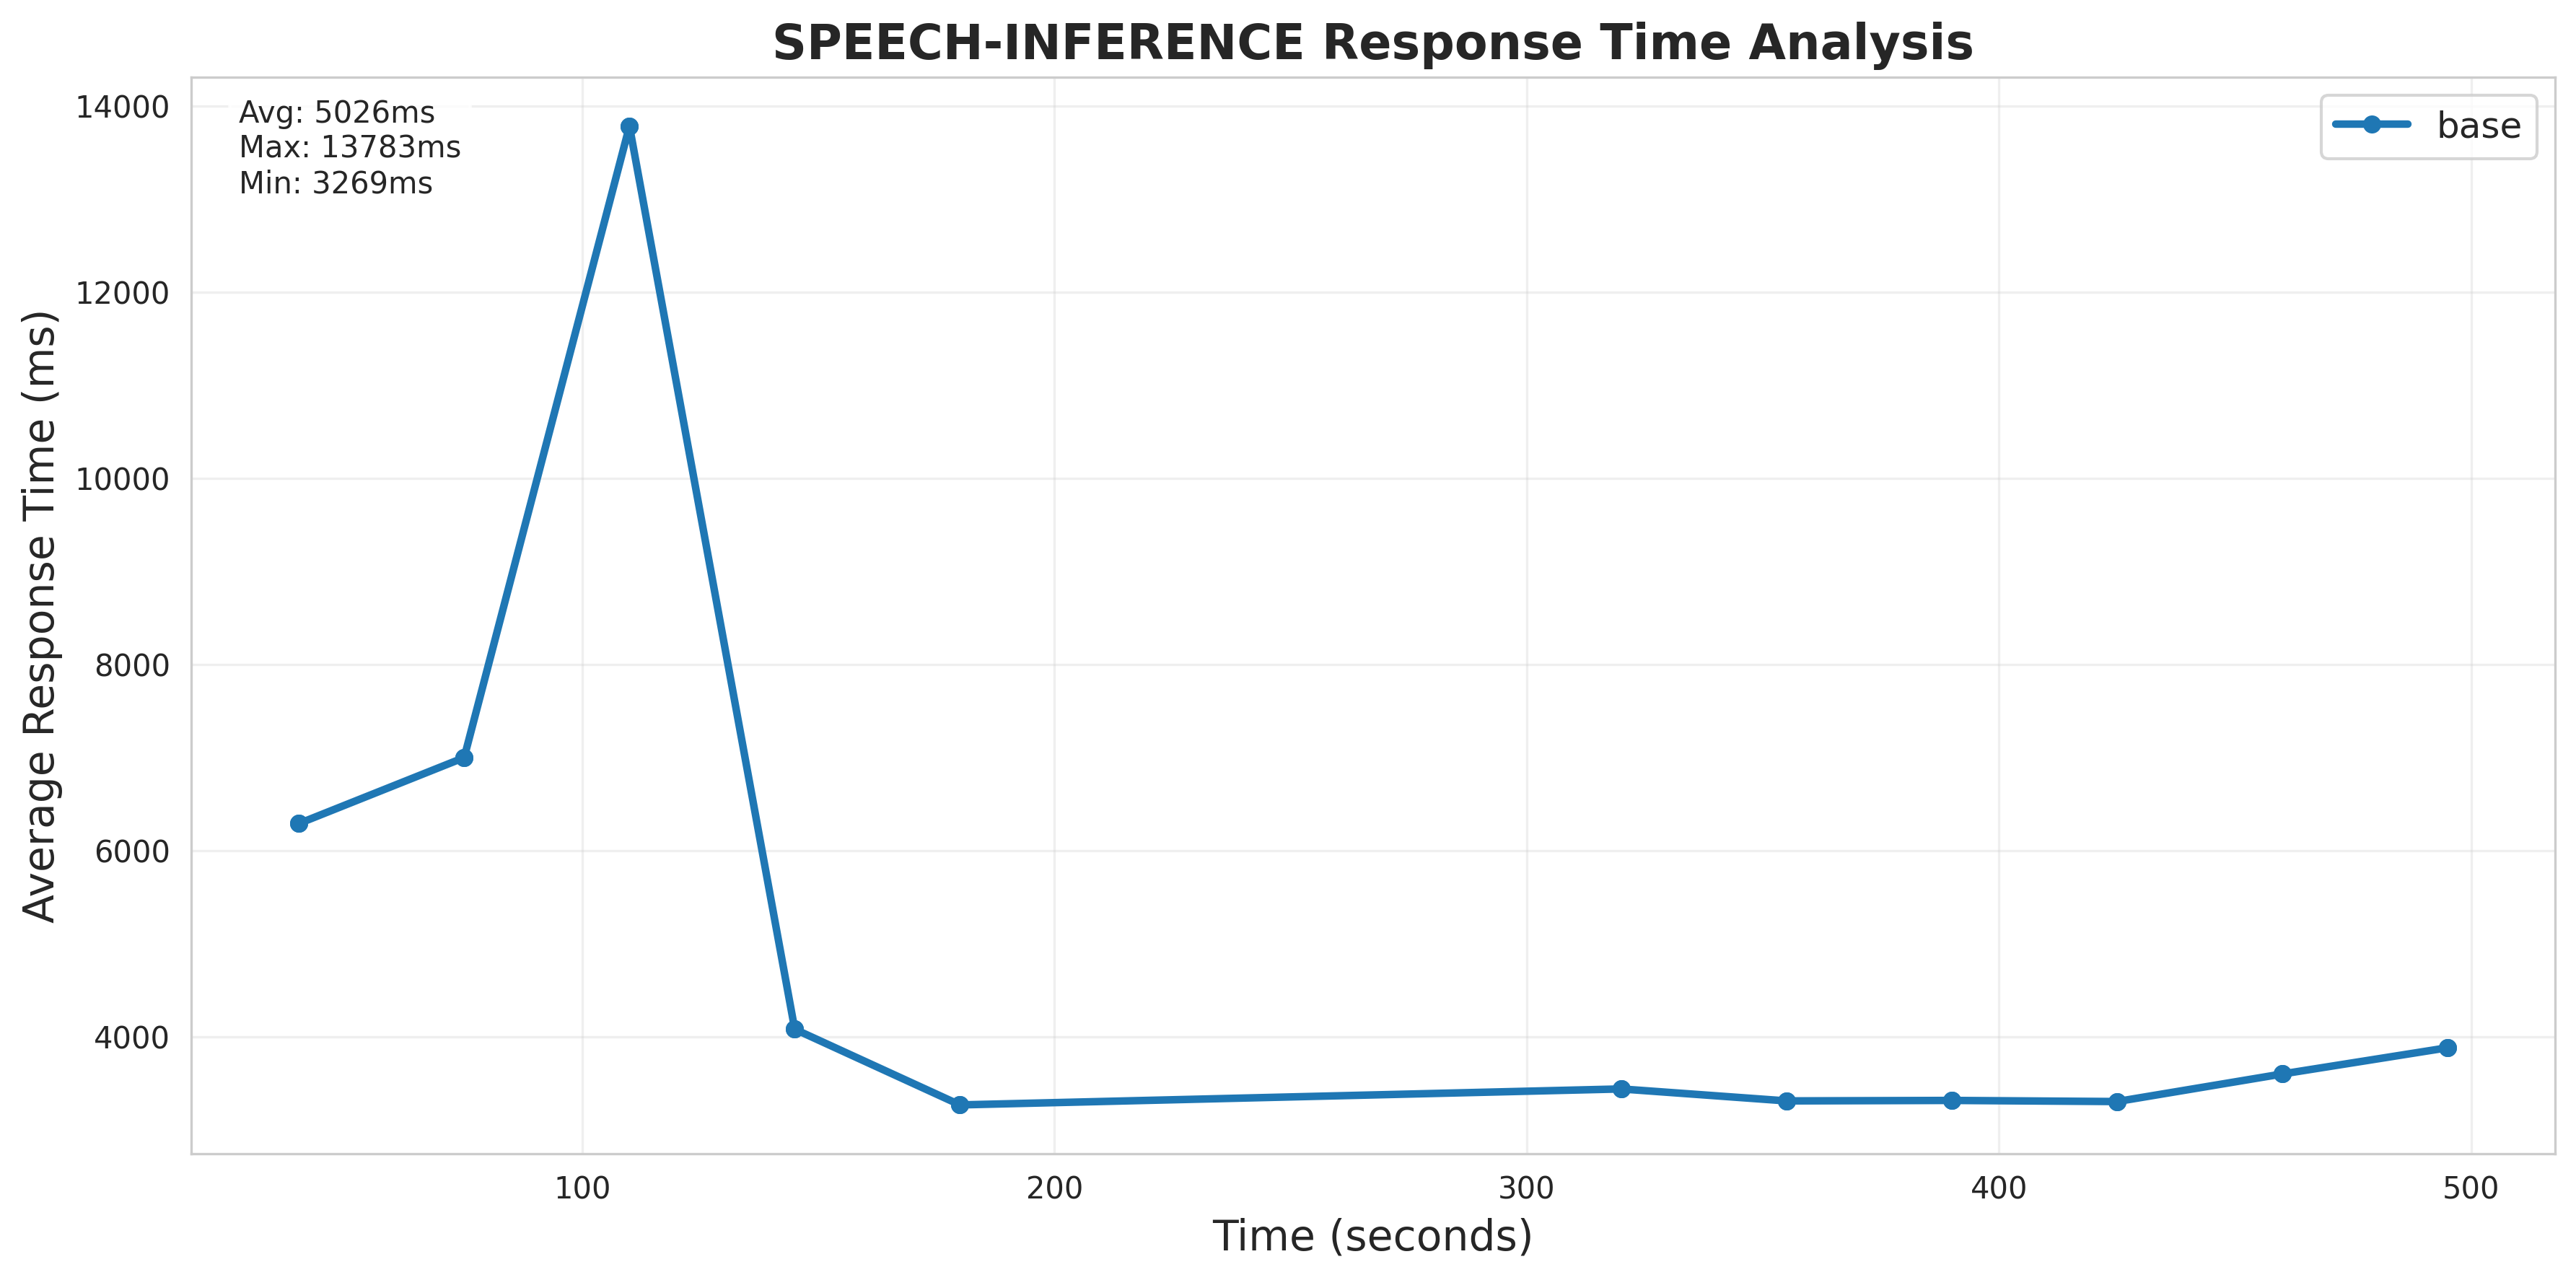 SPEECH-INFERENCE Response Time Analysis
Avg: 5026ms
Max: 13783ms
Min: 3269ms
base
Average Response Time (ms)
14000
12000
10000
8000
6000
4000
100 200 300 400 500
Time (seconds)